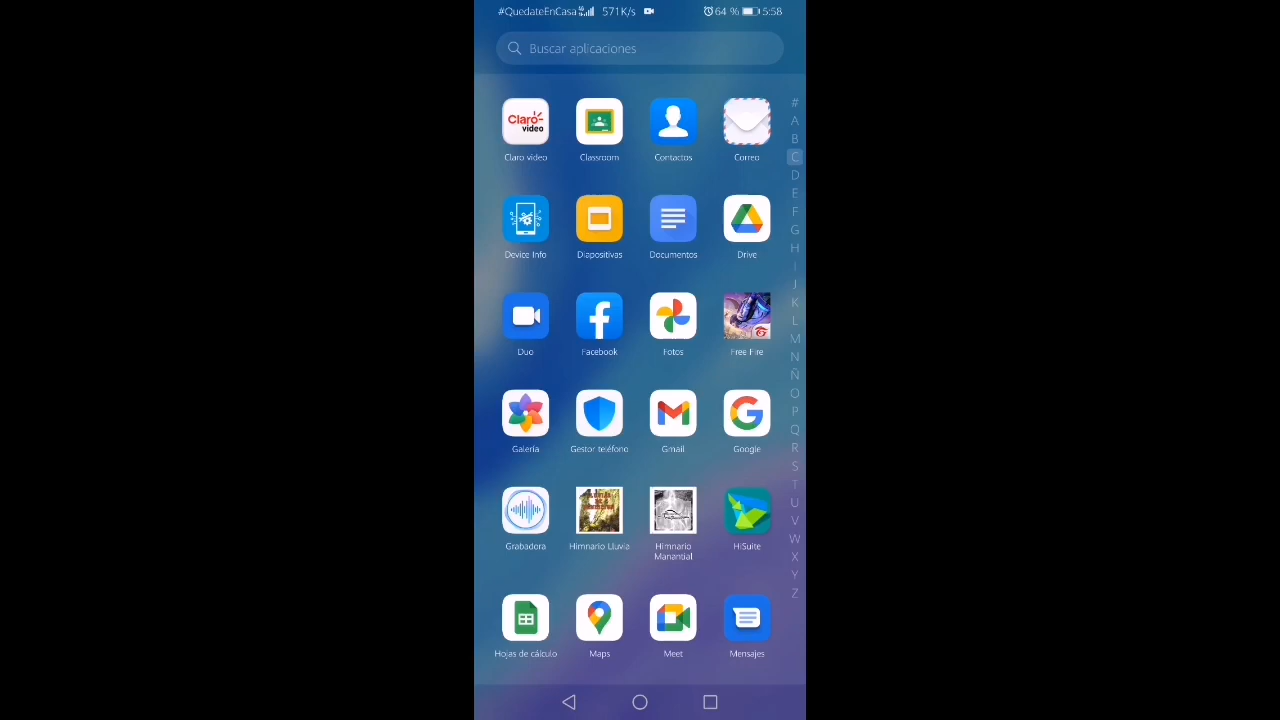 #QuedateEnCasa 571K/s 64 % 5:58
Buscar aplicaciones
Claro video
Claro video Classroom Contactos Correo
Device Info Diapositivas Documentos Drive
Duo Facebook Fotos Free Fire
Galería Gestor teléfono Gmail Google
Grabadora Himnario Lluvia Himnario Manantial HiSuite
Hojas de cálculo Maps Meet Mensajes
#
A
B
C
D
E
F
G
H
I
J
K
L
M
N
Ñ
O
P
Q
R
S
T
U
V
W
X
Y
Z